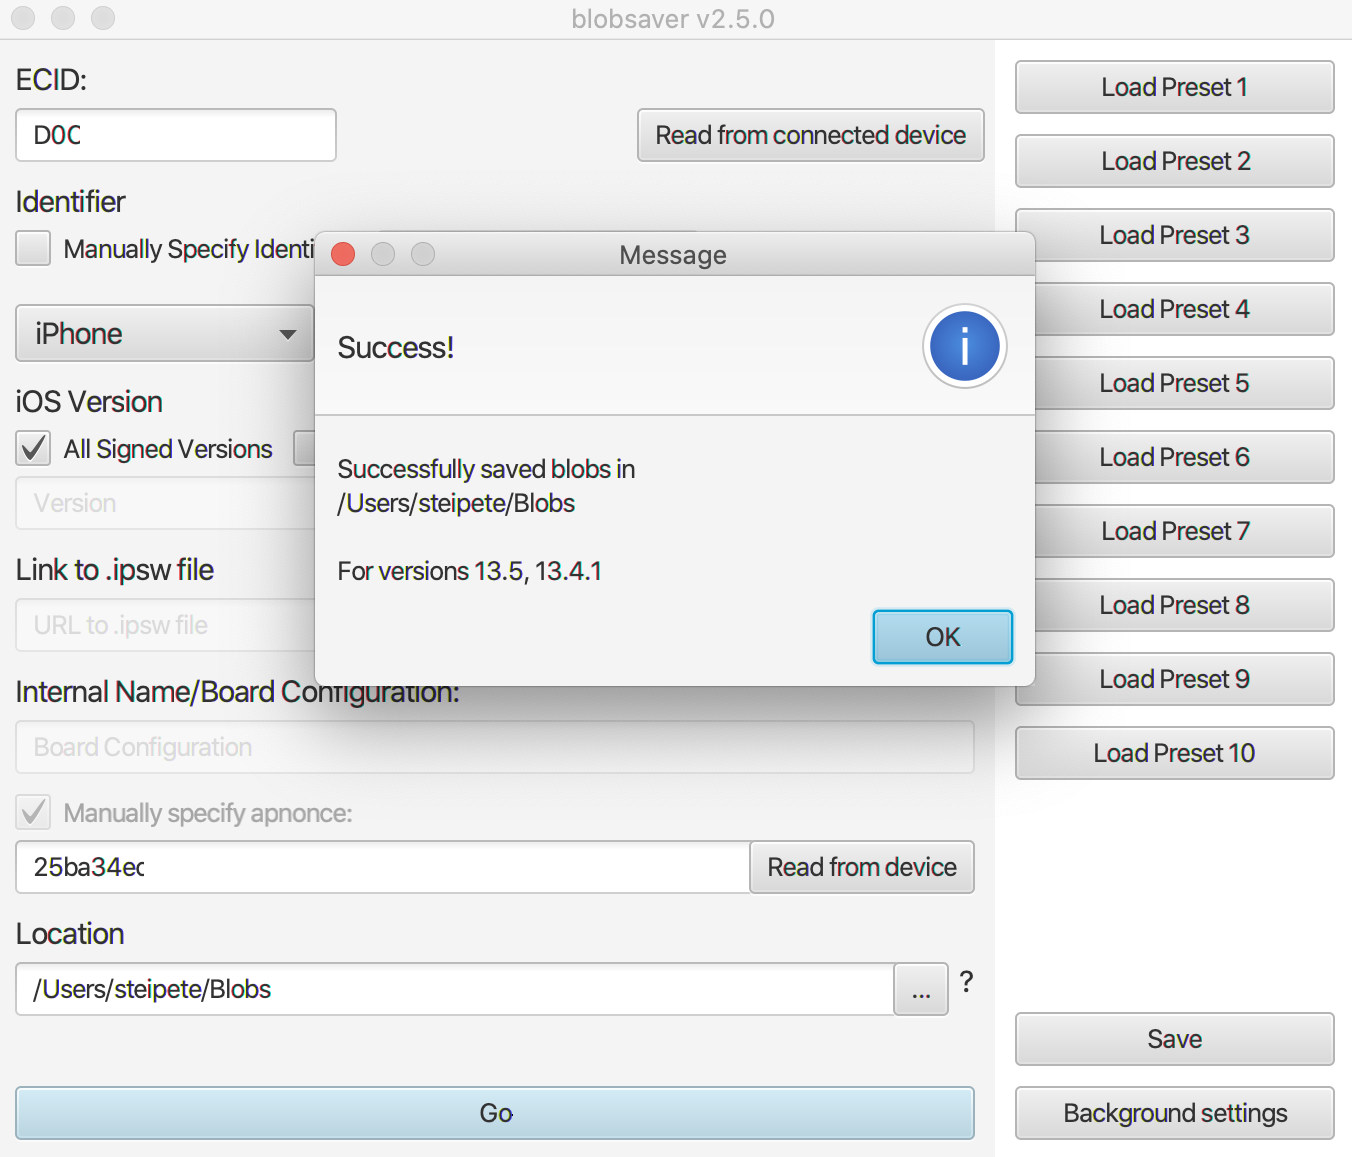 blobsaver v2.5.0
ECID:
D0C
Read from connected device
Identifier
Manually Specify Identi
iPhone
iOS Version
All Signed Versions
Version
Link to .ipsw file
URL to .ipsw file
Internal Name/Board Configuration:
Board Configuration
Manually specify apnonce:
25ba34ec
Read from device
Location
/Users/steipete/Blobs
...
?
Go
Message
Success!
i
Successfully saved blobs in
/Users/steipete/Blobs
For versions 13.5, 13.4.1
OK
Load Preset 1
Load Preset 2
Load Preset 3
Load Preset 4
Load Preset 5
Load Preset 6
Load Preset 7
Load Preset 8
Load Preset 9
Load Preset 10
Save
Background settings